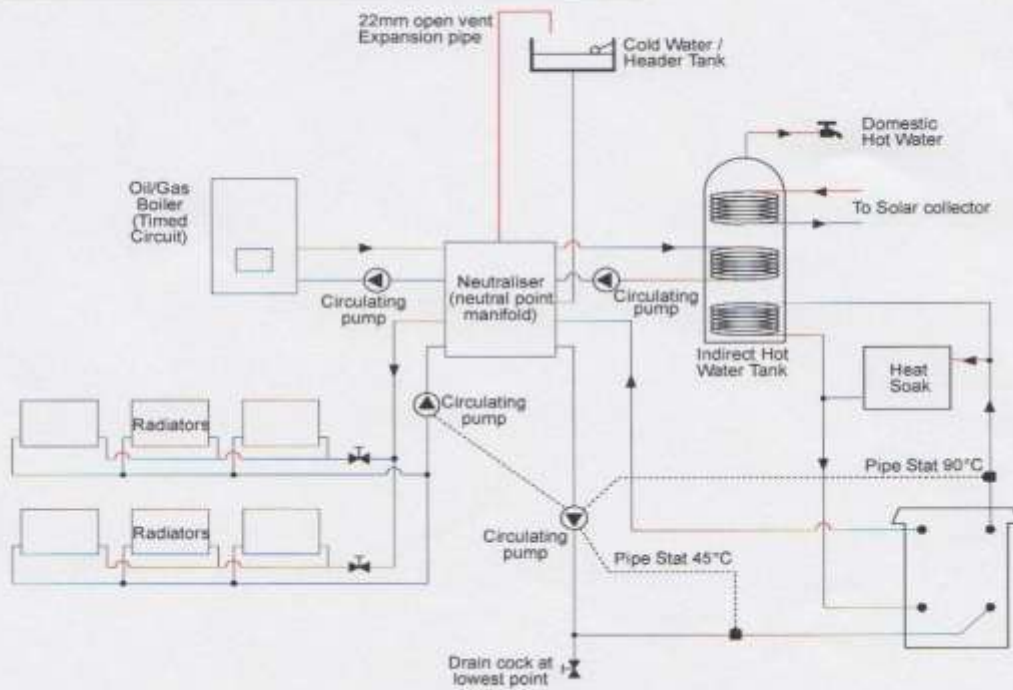 22mm open vent
Expansion pipe
Cold Water /
Header Tank
Domestic
Hot Water
Oil/Gas
Boiler
(Timed
Circuit)
To Solar collector
Neutraliser
(neutral point
manifold)
Circulating
pump
Circulating
pump
Indirect Hot
Water Tank
Heat
Soak
Circulating
pump
Radiators
Pipe Stat 90°C
Radiators
Circulating
pump
Pipe Stat 45°C
Drain cock at
lowest point